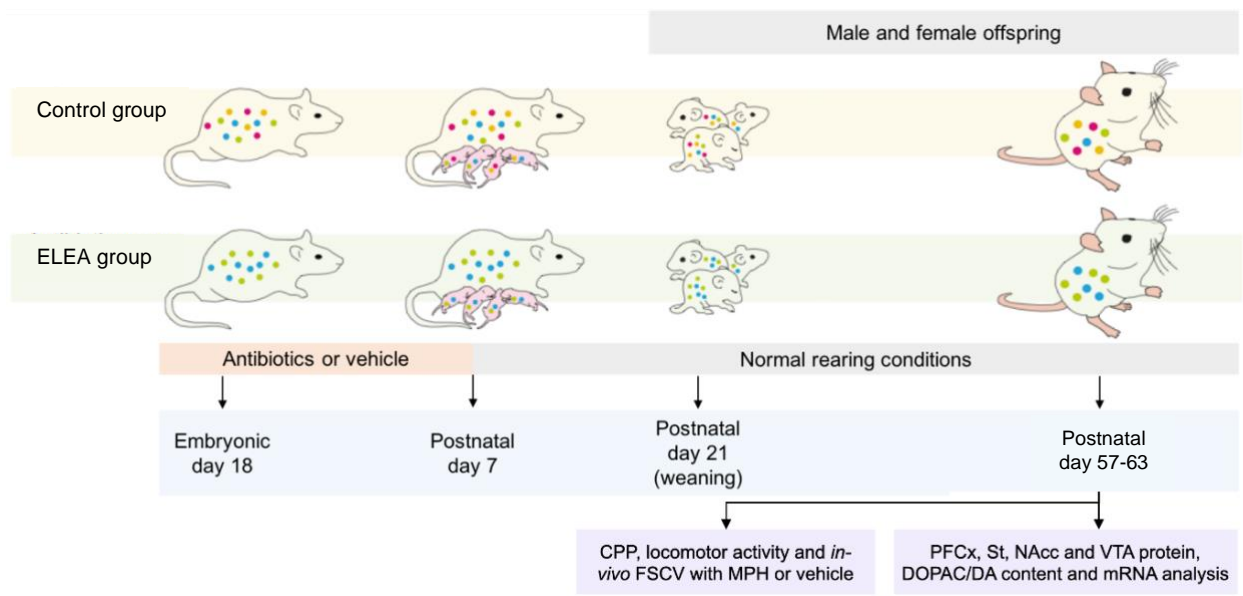 Male and female offspring
Control group
ELEA group
Antibiotics or vehicle
Normal rearing conditions
Embryonic
day 18
Postnatal
day 7
Postnatal
day 21
(weaning)
Postnatal
day 57-63
CPP, locomotor activity and in-
vivo FSCV with MPH or vehicle
PFCx, St, NAcc and VTA protein,
DOPAC/DA content and mRNA analysis